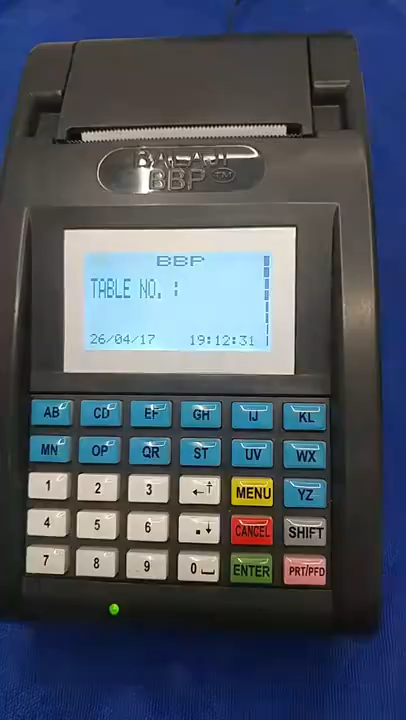 BALAJI
BBP TM
BBP
TABLE NO. :
26/04/17 19:12:31
AB CD EF GH IJ KL
MN OP QR ST UV WX
1 2 3 ←↑ MENU YZ
4 5 6 .↓ CANCEL SHIFT
7 8 9 0 ENTER PRT/PFD